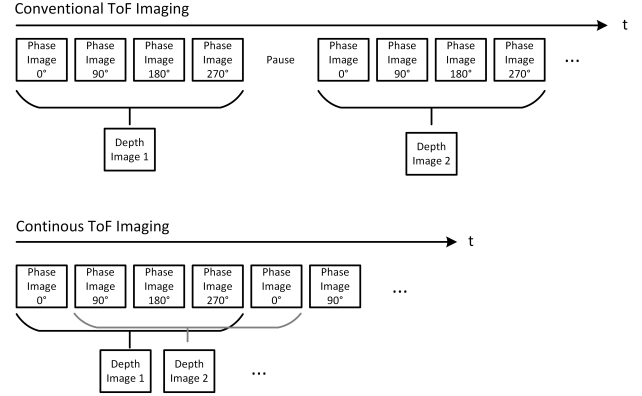 Conventional ToF Imaging
t
Phase
Image
0°
Phase
Image
90°
Phase
Image
180°
Phase
Image
270°
Pause
Phase
Image
0°
Phase
Image
90°
Phase
Image
180°
Phase
Image
270°
...
Depth
Image 1
Depth
Image 2
Continous ToF Imaging
t
Phase
Image
0°
Phase
Image
90°
Phase
Image
180°
Phase
Image
270°
Phase
Image
0°
Phase
Image
90°
...
Depth
Image 1
Depth
Image 2
...